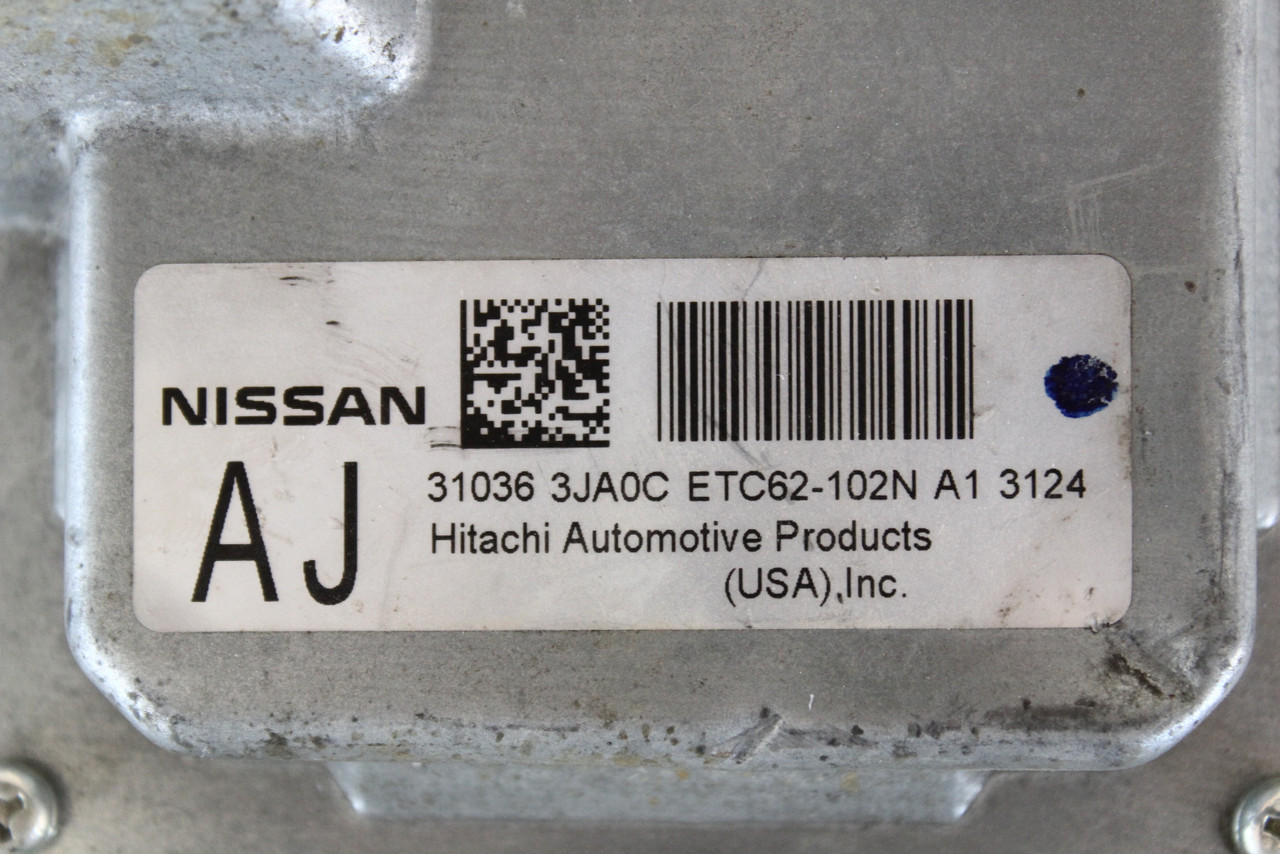 NISSAN
AJ
31036 3JA0C ETC62-102N A1 3124
Hitachi Automotive Products
(USA),Inc.